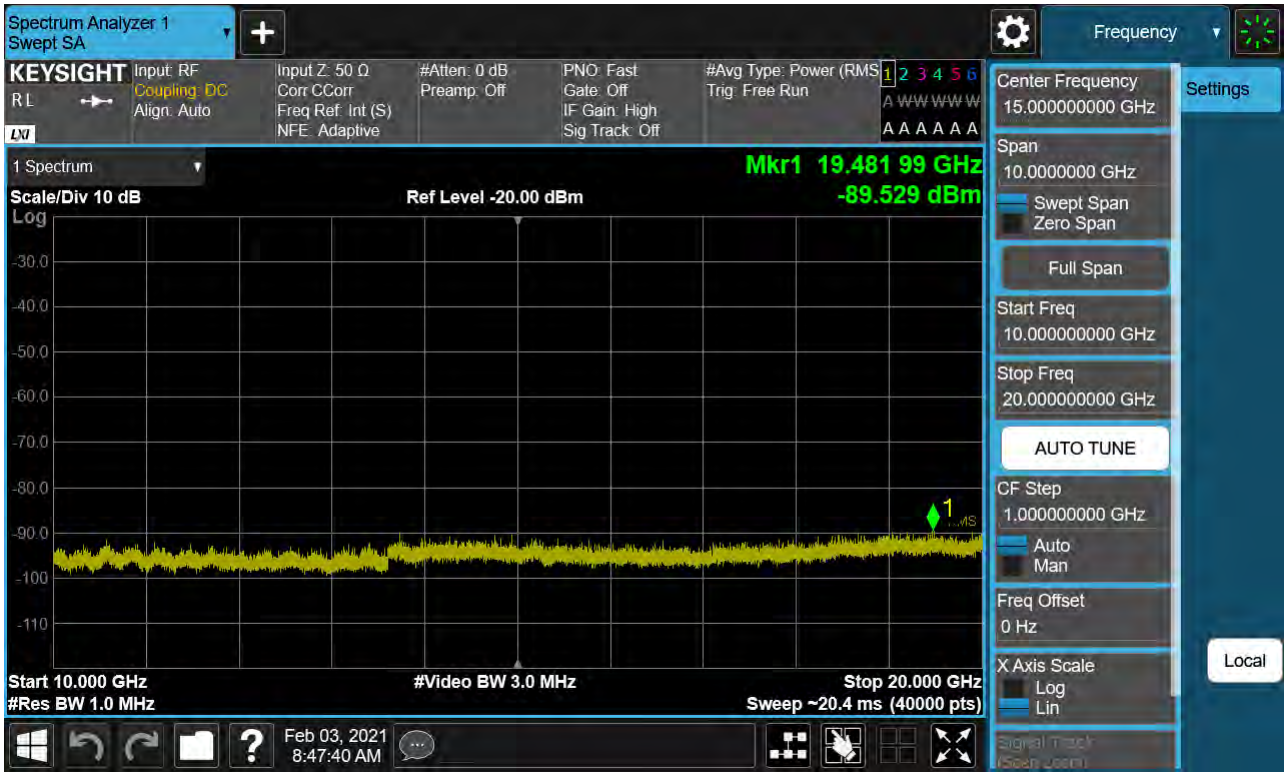 Spectrum Analyzer 1
Swept SA
Frequency
KEYSIGHT
RL
LXI
Input: RF
Coupling: DC
Align: Auto
Input Z: 50 Ω
Corr CCorr
Freq Ref: Int (S)
NFE: Adaptive
#Atten: 0 dB
Preamp: Off
PNO: Fast
Gate: Off
IF Gain: High
Sig Track: Off
#Avg Type: Power (RMS
Trig: Free Run
1 2 3 4 5 6
A W W W W W
A A A A A A
1 Spectrum
Mkr1 19.481 99 GHz
Scale/Div 10 dB
Ref Level -20.00 dBm
-89.529 dBm
Log
-30.0
-40.0
-50.0
-60.0
-70.0
-80.0
-90.0
-100
-110
1
Start 10.000 GHz
#Video BW 3.0 MHz
Stop 20.000 GHz
#Res BW 1.0 MHz
Sweep ~20.4 ms (40000 pts)
Center Frequency
15.000000000 GHz
Span
10.0000000 GHz
Swept Span
Zero Span
Full Span
Start Freq
10.000000000 GHz
Stop Freq
20.000000000 GHz
AUTO TUNE
CF Step
1.000000000 GHz
Auto
Man
Freq Offset
0 Hz
X Axis Scale
Log
Lin
Signal Track
(Span Zoom)
Settings
Local
?
Feb 03, 2021
8:47:40 AM